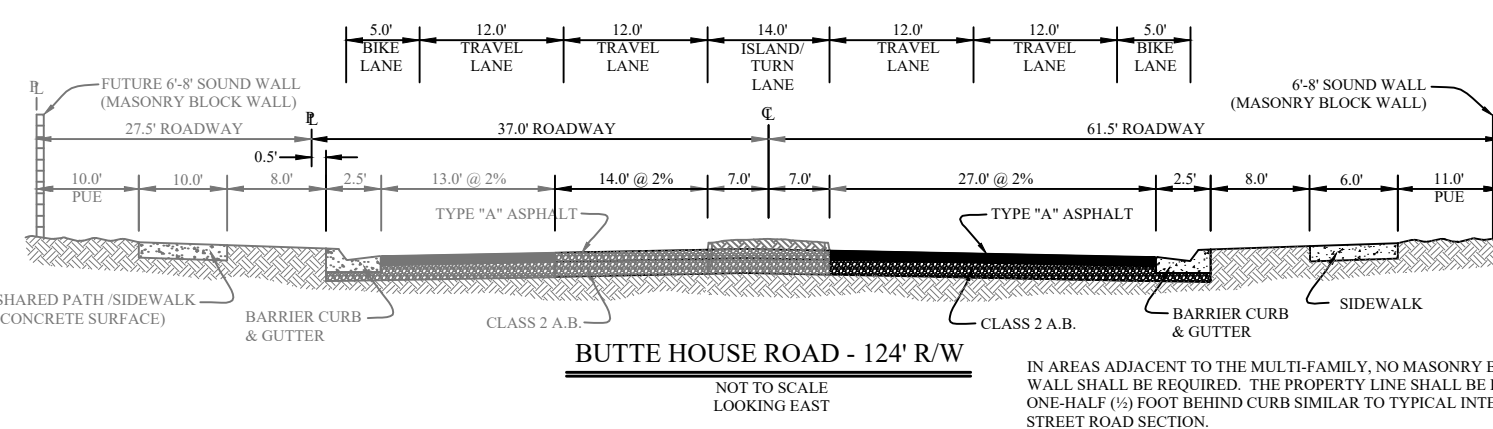 5.0'
BIKE
LANE
12.0'
TRAVEL
LANE
12.0'
TRAVEL
LANE
14.0'
ISLAND/
TURN
LANE
12.0'
TRAVEL
LANE
12.0'
TRAVEL
LANE
5.0'
BIKE
LANE
PL
FUTURE 6'-8' SOUND WALL
(MASONRY BLOCK WALL)
6'-8' SOUND WALL
(MASONRY BLOCK WALL)
27.5' ROADWAY
PL
37.0' ROADWAY
CL
61.5' ROADWAY
0.5'
10.0'
PUE
10.0'
8.0'
2.5'
13.0' @ 2%
14.0' @ 2%
7.0'
7.0'
27.0' @ 2%
2.5'
8.0'
6.0'
11.0'
PUE
TYPE "A" ASPHALT
TYPE "A" ASPHALT
SHARED PATH /SIDEWALK
CONCRETE SURFACE)
BARRIER CURB
& GUTTER
CLASS 2 A.B.
CLASS 2 A.B.
BARRIER CURB
& GUTTER
SIDEWALK
BUTTE HOUSE ROAD - 124' R/W
NOT TO SCALE
LOOKING EAST
IN AREAS ADJACENT TO THE MULTI-FAMILY, NO MASONRY
WALL SHALL BE REQUIRED. THE PROPERTY LINE SHALL BE
ONE-HALF (½) FOOT BEHIND CURB SIMILAR TO TYPICAL
STREET ROAD SECTION.